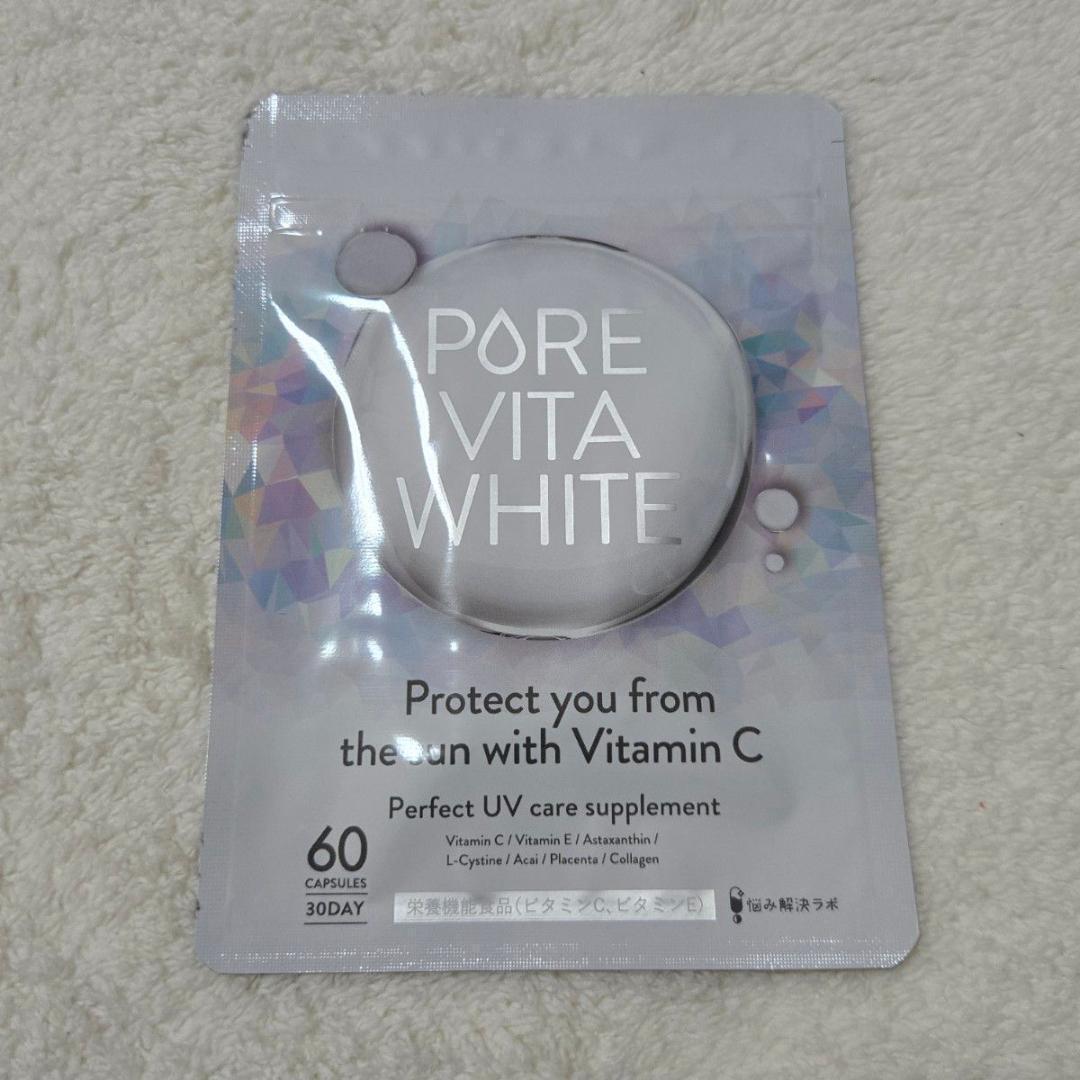 PORE
VITA
WHITE
Protect you from
the sun with Vitamin C
Perfect UV care supplement
Vitamin C / Vitamin E / Astaxanthin /
L-Cystine / Acai / Placenta / Collagen
60
CAPSULES
30DAY
栄養機能食品(ビタミンC、ビタミンE)
悩み解決ラボ